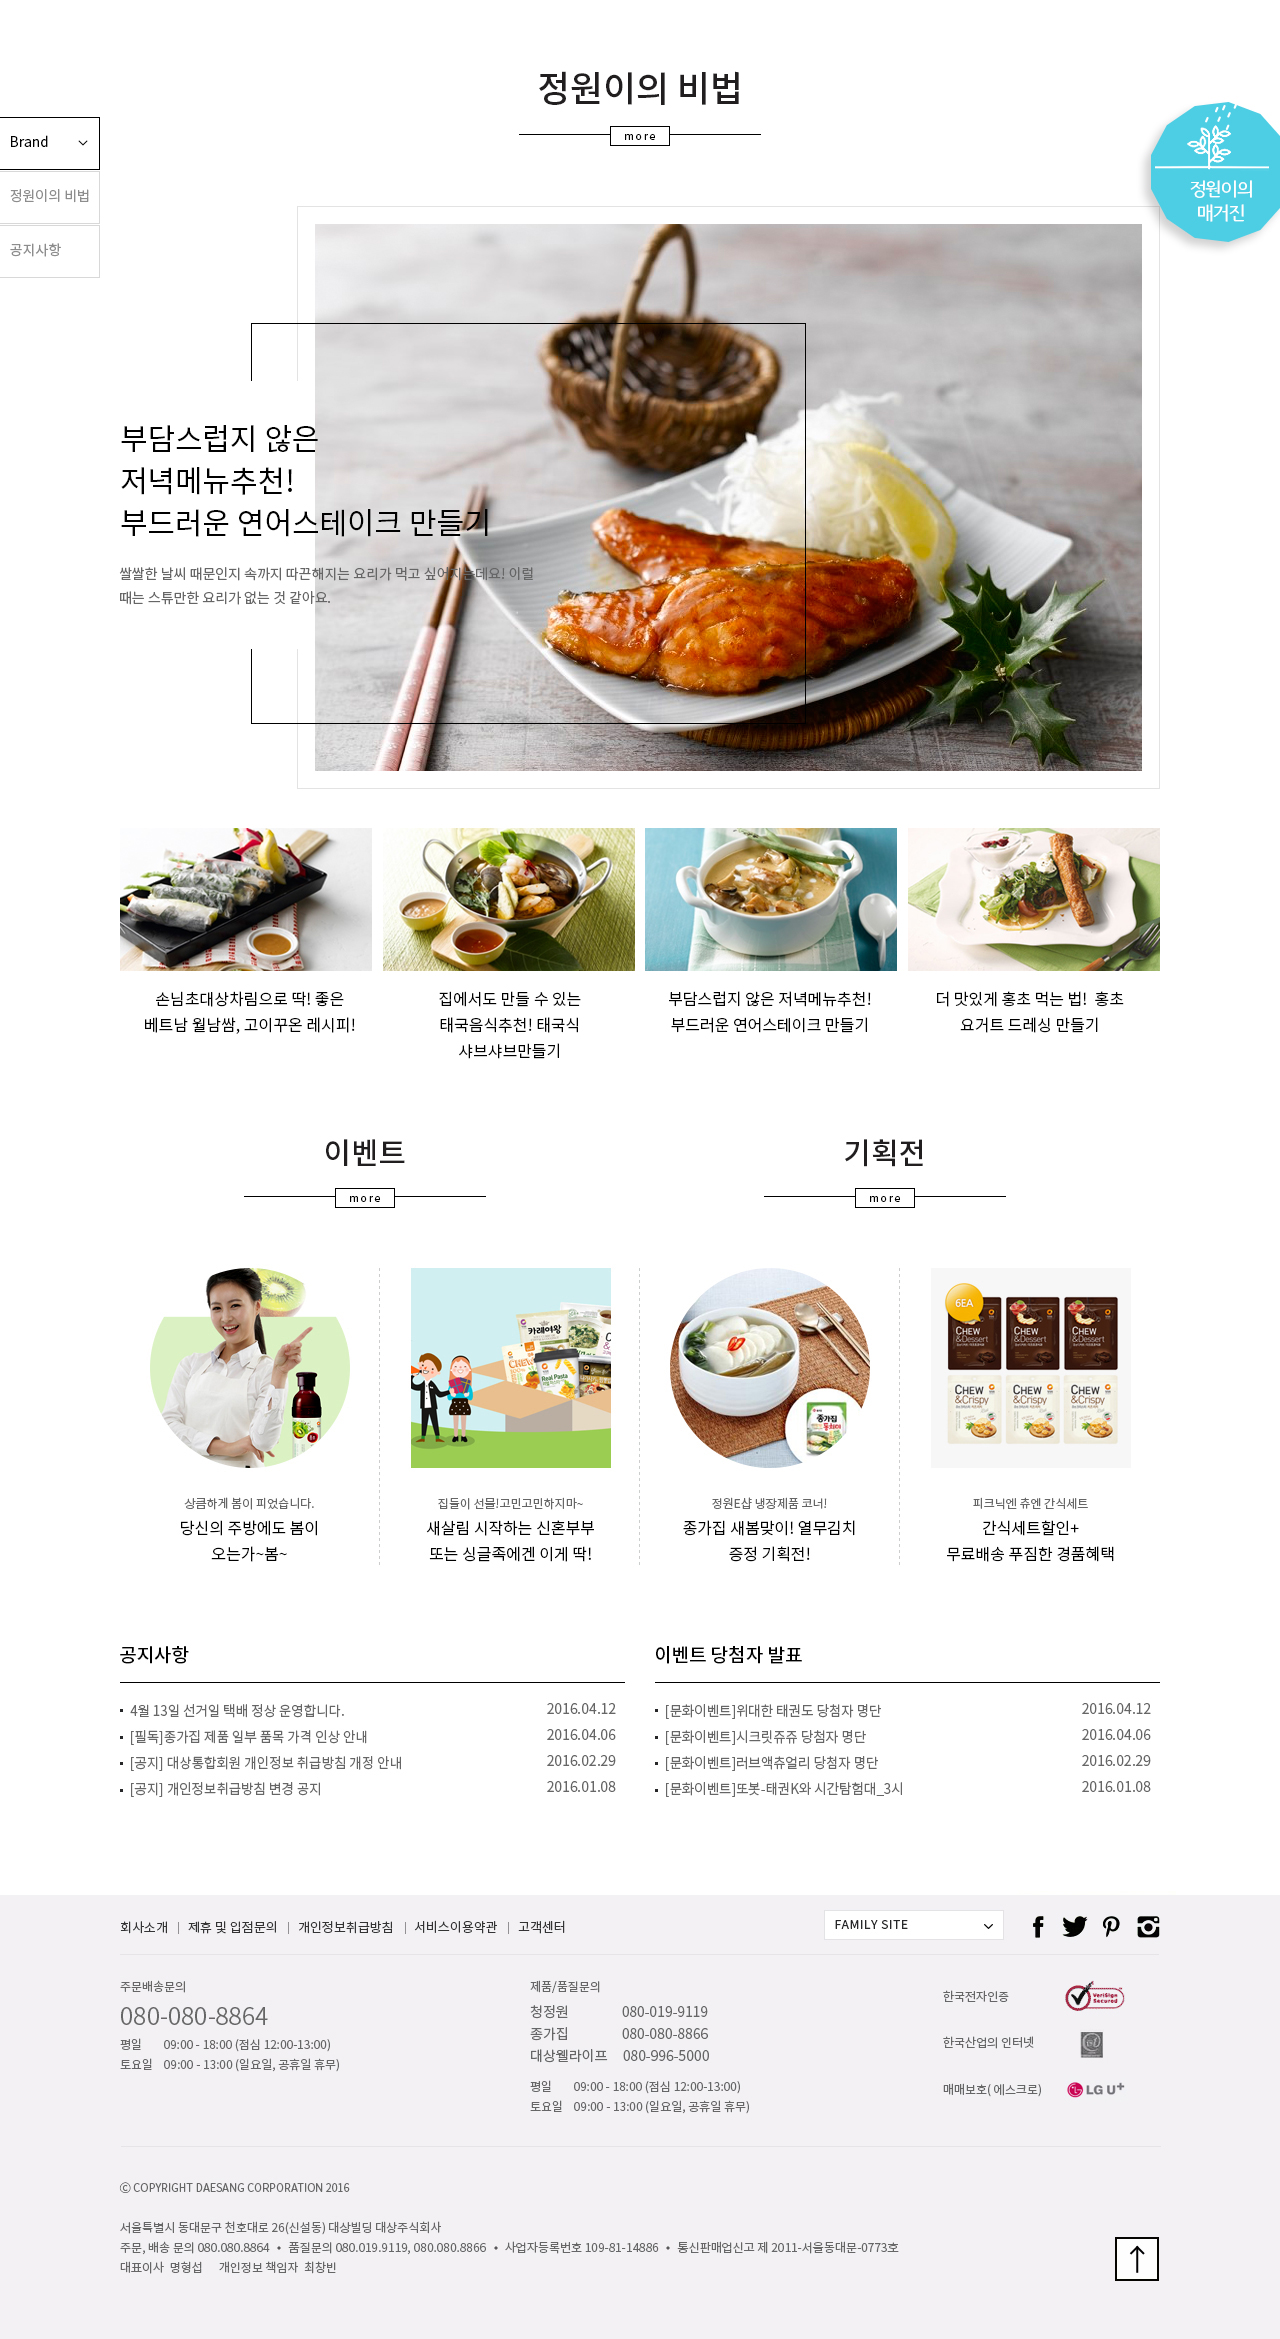 정원이의 비법
more
Brand
정원이의 비법
공지사항
정원이의
매거진
부담스럽지 않은
저녁메뉴추천!
부드러운 연어스테이크 만들기
쌀쌀한 날씨 때문인지 속까지 따끈해지는 요리가 먹고 싶어지는데요! 이럴
때는 스튜만한 요리가 없는 것 같아요.
손님초대상차림으로 딱! 좋은
베트남 월남쌈, 고이꾸온 레시피!
집에서도 만들 수 있는
태국음식추천! 태국식
샤브샤브만들기
부담스럽지 않은 저녁메뉴추천!
부드러운 연어스테이크 만들기
더 맛있게 홍초 먹는 법! 홍초
요거트 드레싱 만들기
이벤트
more
기획전
more
카레여왕
CHEW
Real Pasta
종가집
동치미
6EA
CHEW
&Dessert
CHEW
&Dessert
CHEW
&Dessert
CHEW
&Crispy
CHEW
&Crispy
CHEW
&Crispy
상큼하게 봄이 피었습니다.
당신의 주방에도 봄이
오는가~봄~
집들이 선물!고민고민하지마~
새살림 시작하는 신혼부부
또는 싱글족에겐 이게 딱!
정원E샵 냉장제품 코너!
종가집 새봄맞이! 열무김치
증정 기획전!
피크닉엔 츄엔 간식세트
간식세트할인+
무료배송 푸짐한 경품혜택
공지사항
4월 13일 선거일 택배 정상 운영합니다. 2016.04.12
[필독]종가집 제품 일부 품목 가격 인상 안내 2016.04.06
[공지] 대상통합회원 개인정보 취급방침 개정 안내 2016.02.29
[공지] 개인정보취급방침 변경 공지 2016.01.08
이벤트 당첨자 발표
[문화이벤트]위대한 태권도 당첨자 명단 2016.04.12
[문화이벤트]시크릿쥬쥬 당첨자 명단 2016.04.06
[문화이벤트]러브액츄얼리 당첨자 명단 2016.02.29
[문화이벤트]또봇-태권K와 시간탐험대_3시 2016.01.08
회사소개 | 제휴 및 입점문의 | 개인정보취급방침 | 서비스이용약관 | 고객센터
FAMILY SITE
주문배송문의
080-080-8864
평일 09:00 - 18:00 (점심 12:00-13:00)
토요일 09:00 - 13:00 (일요일, 공휴일 휴무)
제품/품질문의
청정원 080-019-9119
종가집 080-080-8866
대상웰라이프 080-996-5000
평일 09:00 - 18:00 (점심 12:00-13:00)
토요일 09:00 - 13:00 (일요일, 공휴일 휴무)
한국전자인증
VeriSign
Secured
한국산업의 인터넷
매매보호( 에스크로)
LG U+
ⓒ COPYRIGHT DAESANG CORPORATION 2016
서울특별시 동대문구 천호대로 26(신설동) 대상빌딩 대상주식회사
주문, 배송 문의 080.080.8864 • 품질문의 080.019.9119, 080.080.8866 • 사업자등록번호 109-81-14886 • 통신판매업신고 제 2011-서울동대문-0773호
대표이사 명형섭 개인정보 책임자 최창빈